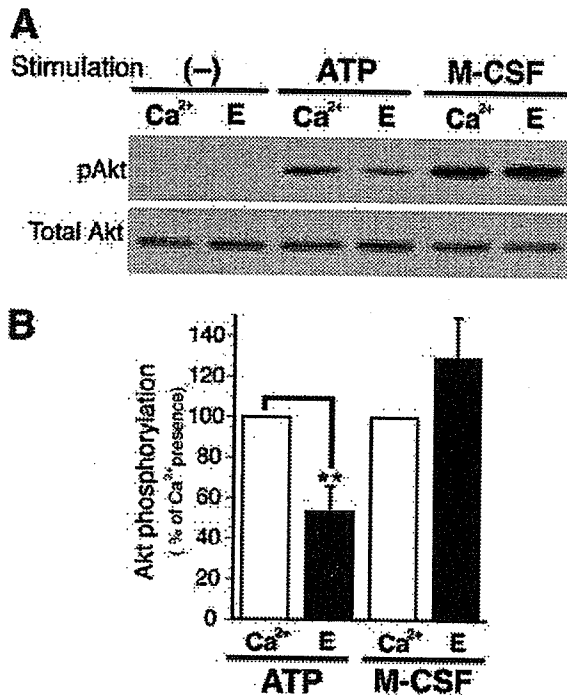 A
Stimulation (–) ATP M-CSF
Ca²⁺ E Ca²⁺ E Ca²⁺ E
pAkt
Total Akt
B
Akt phosphorylation
( % of Ca²⁺ presence)
140
120
100
80
60
40
20
0
**
Ca²⁺ E Ca²⁺ E
ATP M-CSF